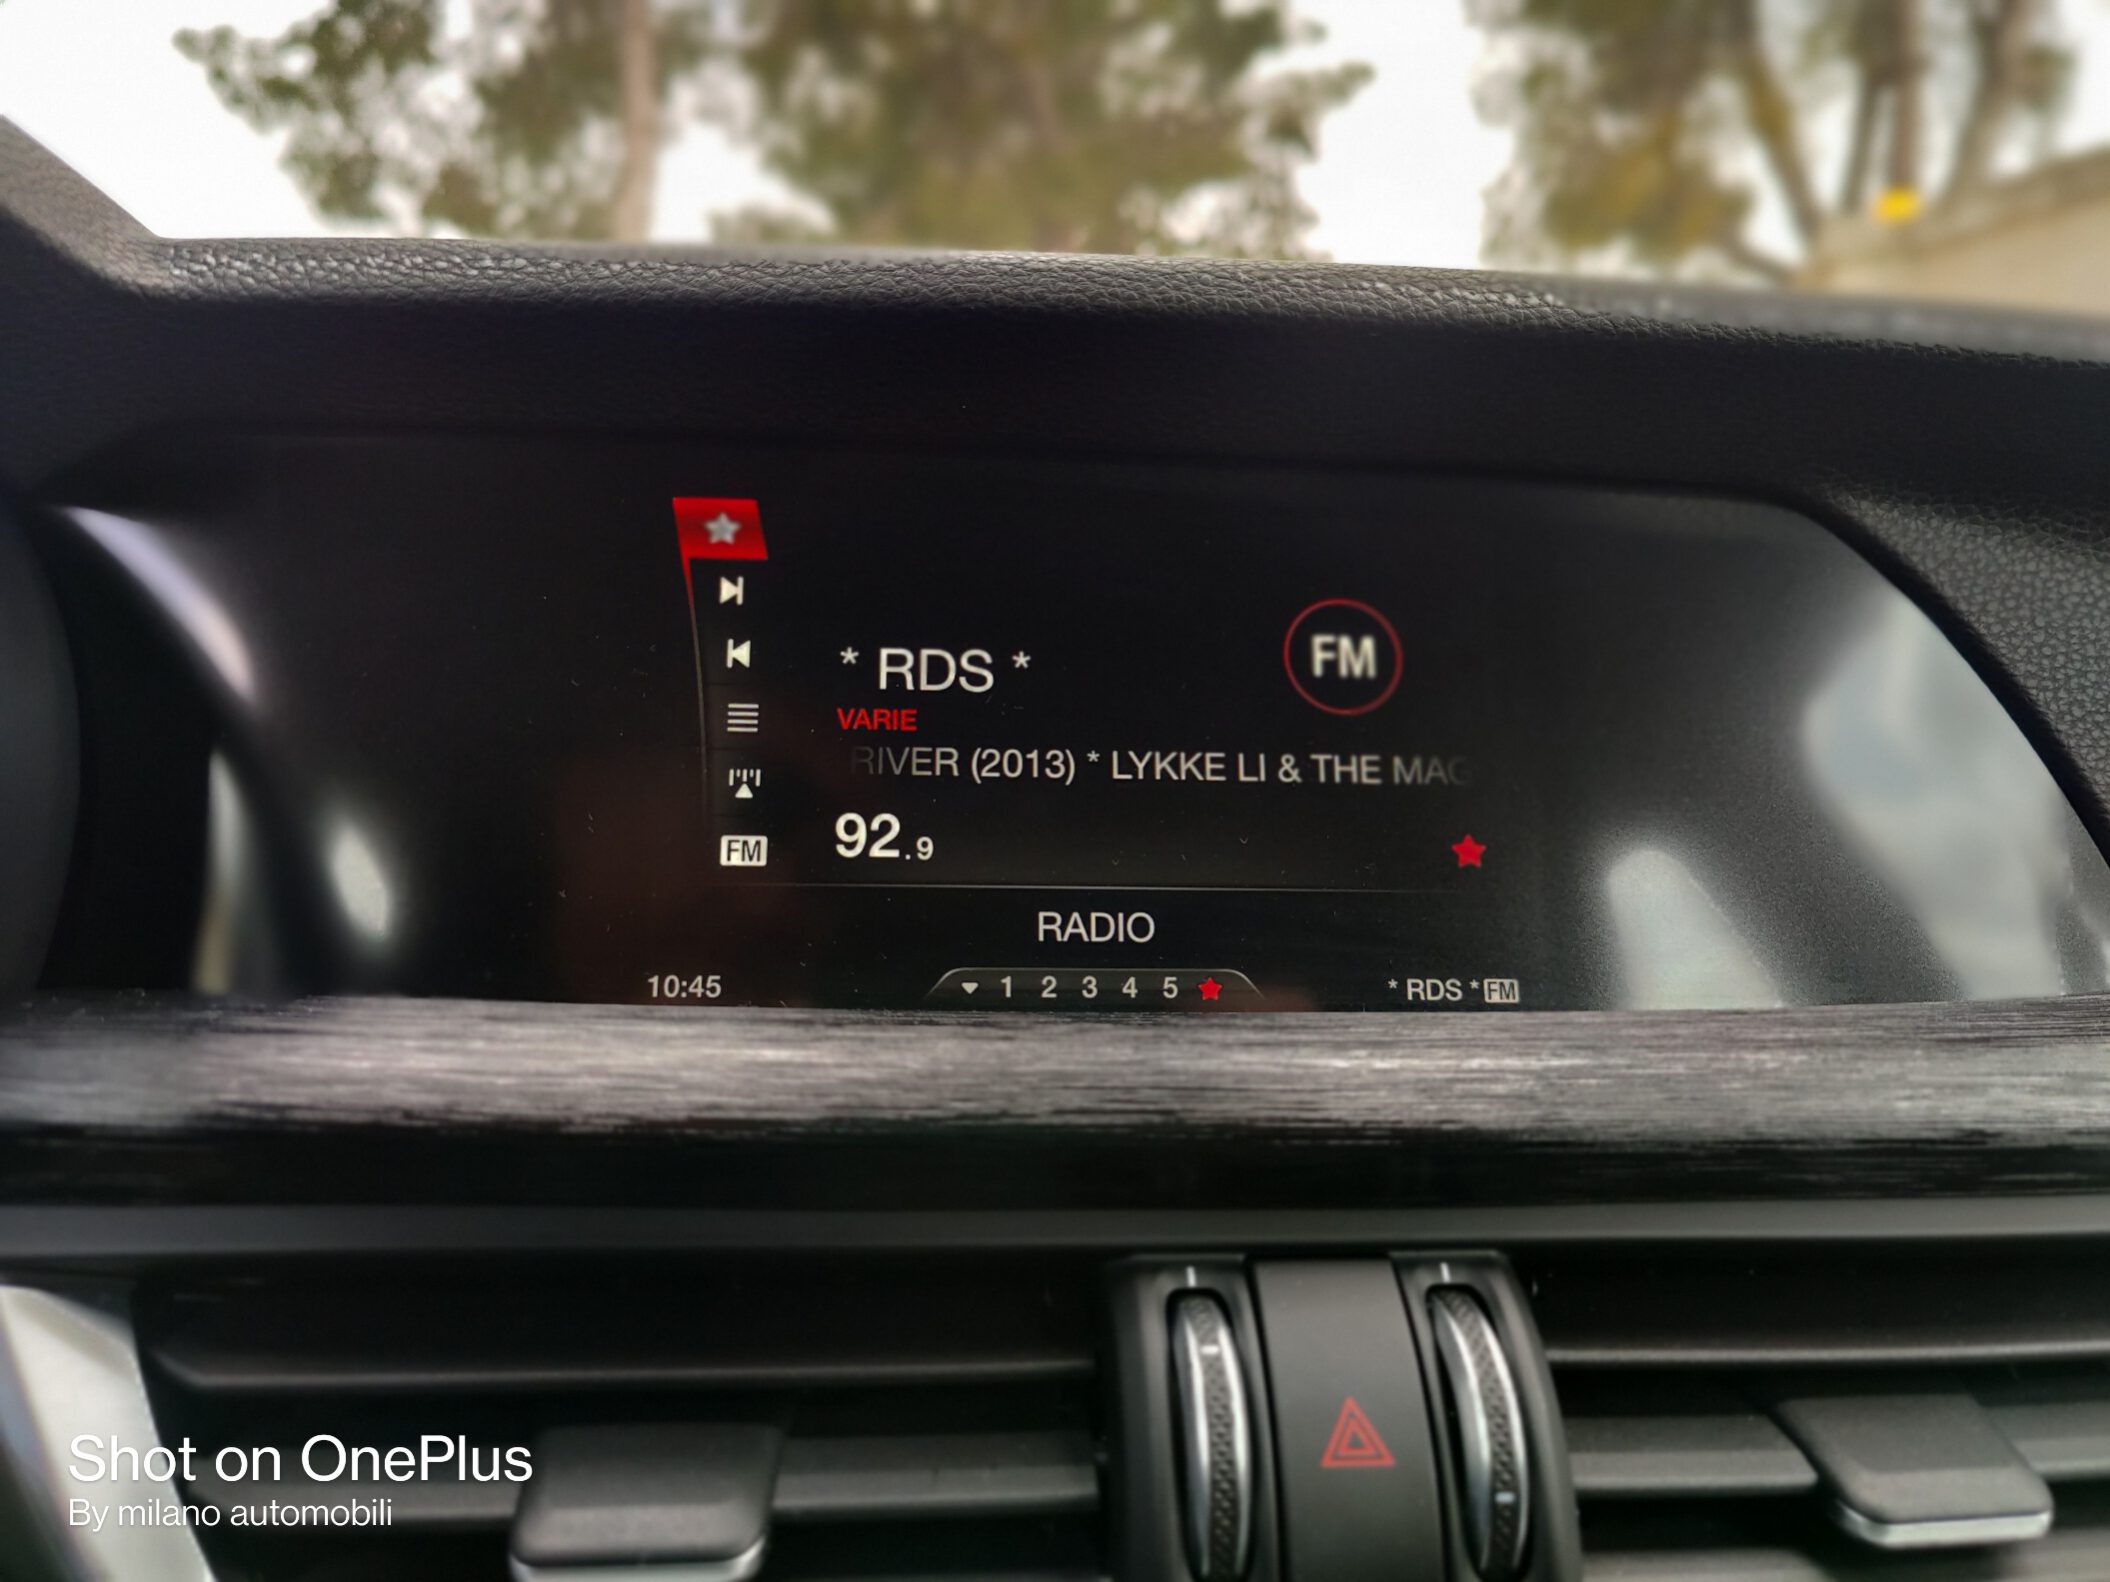 * RDS *
FM
VARIE
RIVER (2013) * LYKKE LI & THE MAG
92.9
FM
RADIO
10:45
1 2 3 4 5
* RDS * FM
Shot on OnePlus
By milano automobili